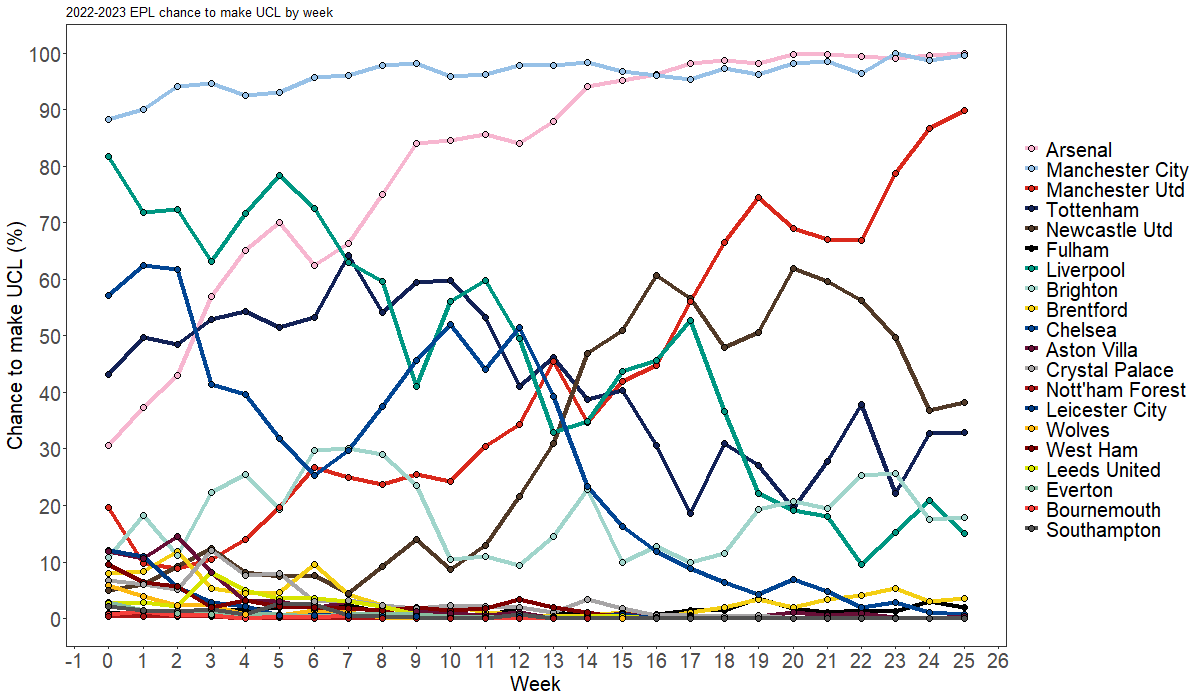 2022-2023 EPL chance to make UCL by week
Chance to make UCL (%)
100
90
80
70
60
50
40
30
20
10
0
-1 0 1 2 3 4 5 6 7 8 9 10 11 12 13 14 15 16 17 18 19 20 21 22 23 24 25 26
Week
Arsenal
Manchester City
Manchester Utd
Tottenham
Newcastle Utd
Fulham
Liverpool
Brighton
Brentford
Chelsea
Aston Villa
Crystal Palace
Nott'ham Forest
Leicester City
Wolves
West Ham
Leeds United
Everton
Bournemouth
Southampton